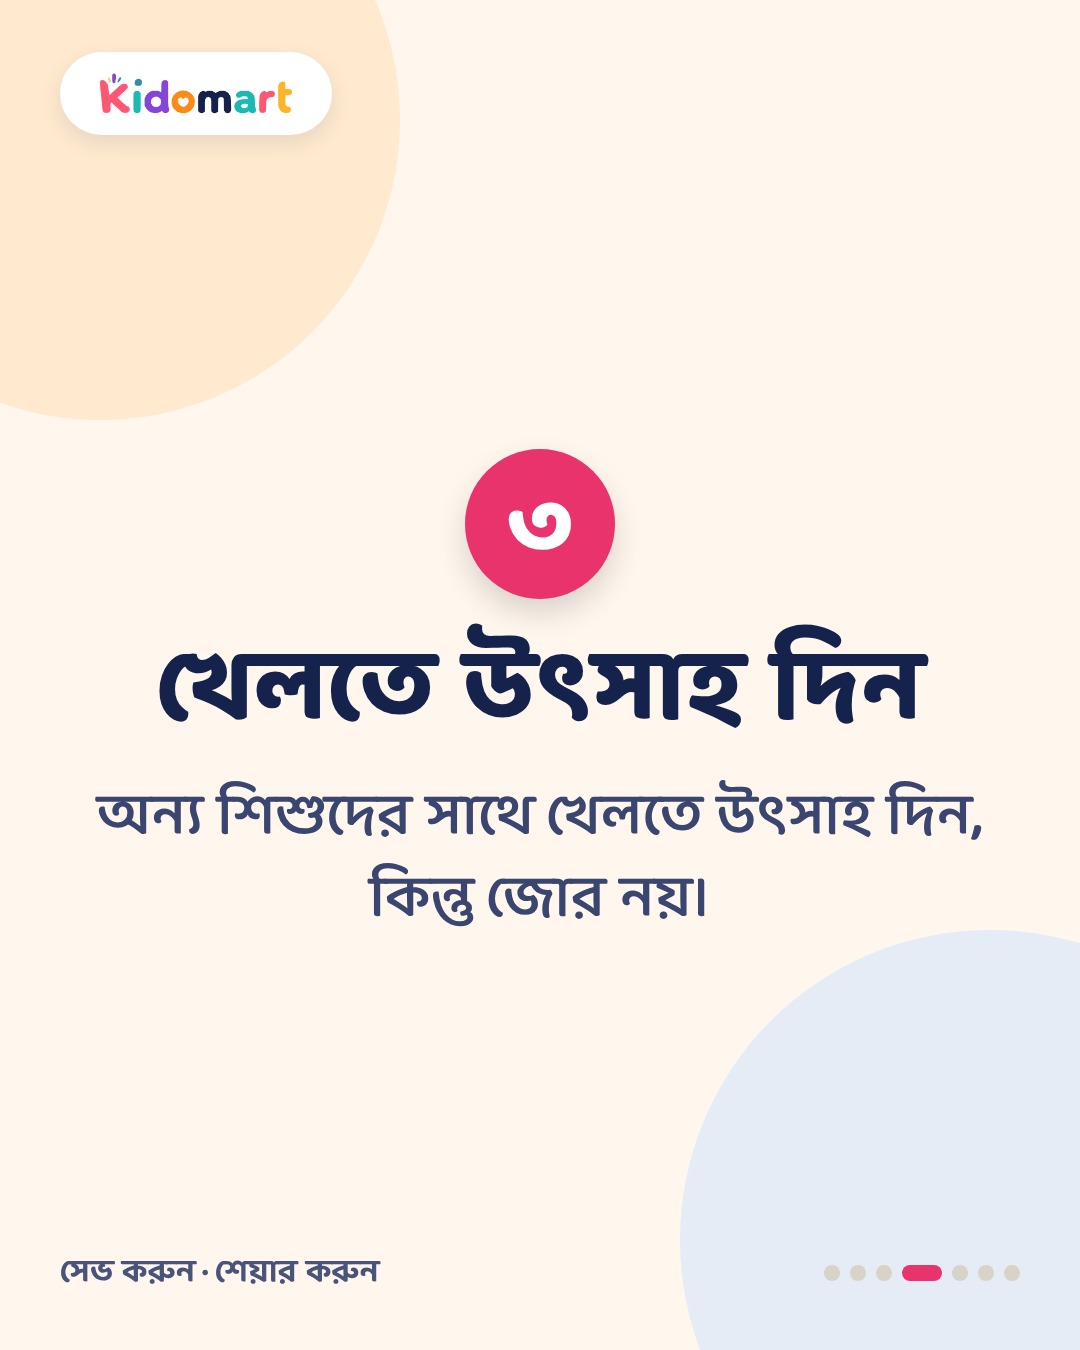 Kidomart
৩
খেলতে উৎসাহ দিন
অন্য শিশুদের সাথে খেলতে উৎসাহ দিন,
কিন্তু জোর নয়।
সেভ করুন · শেয়ার করুন